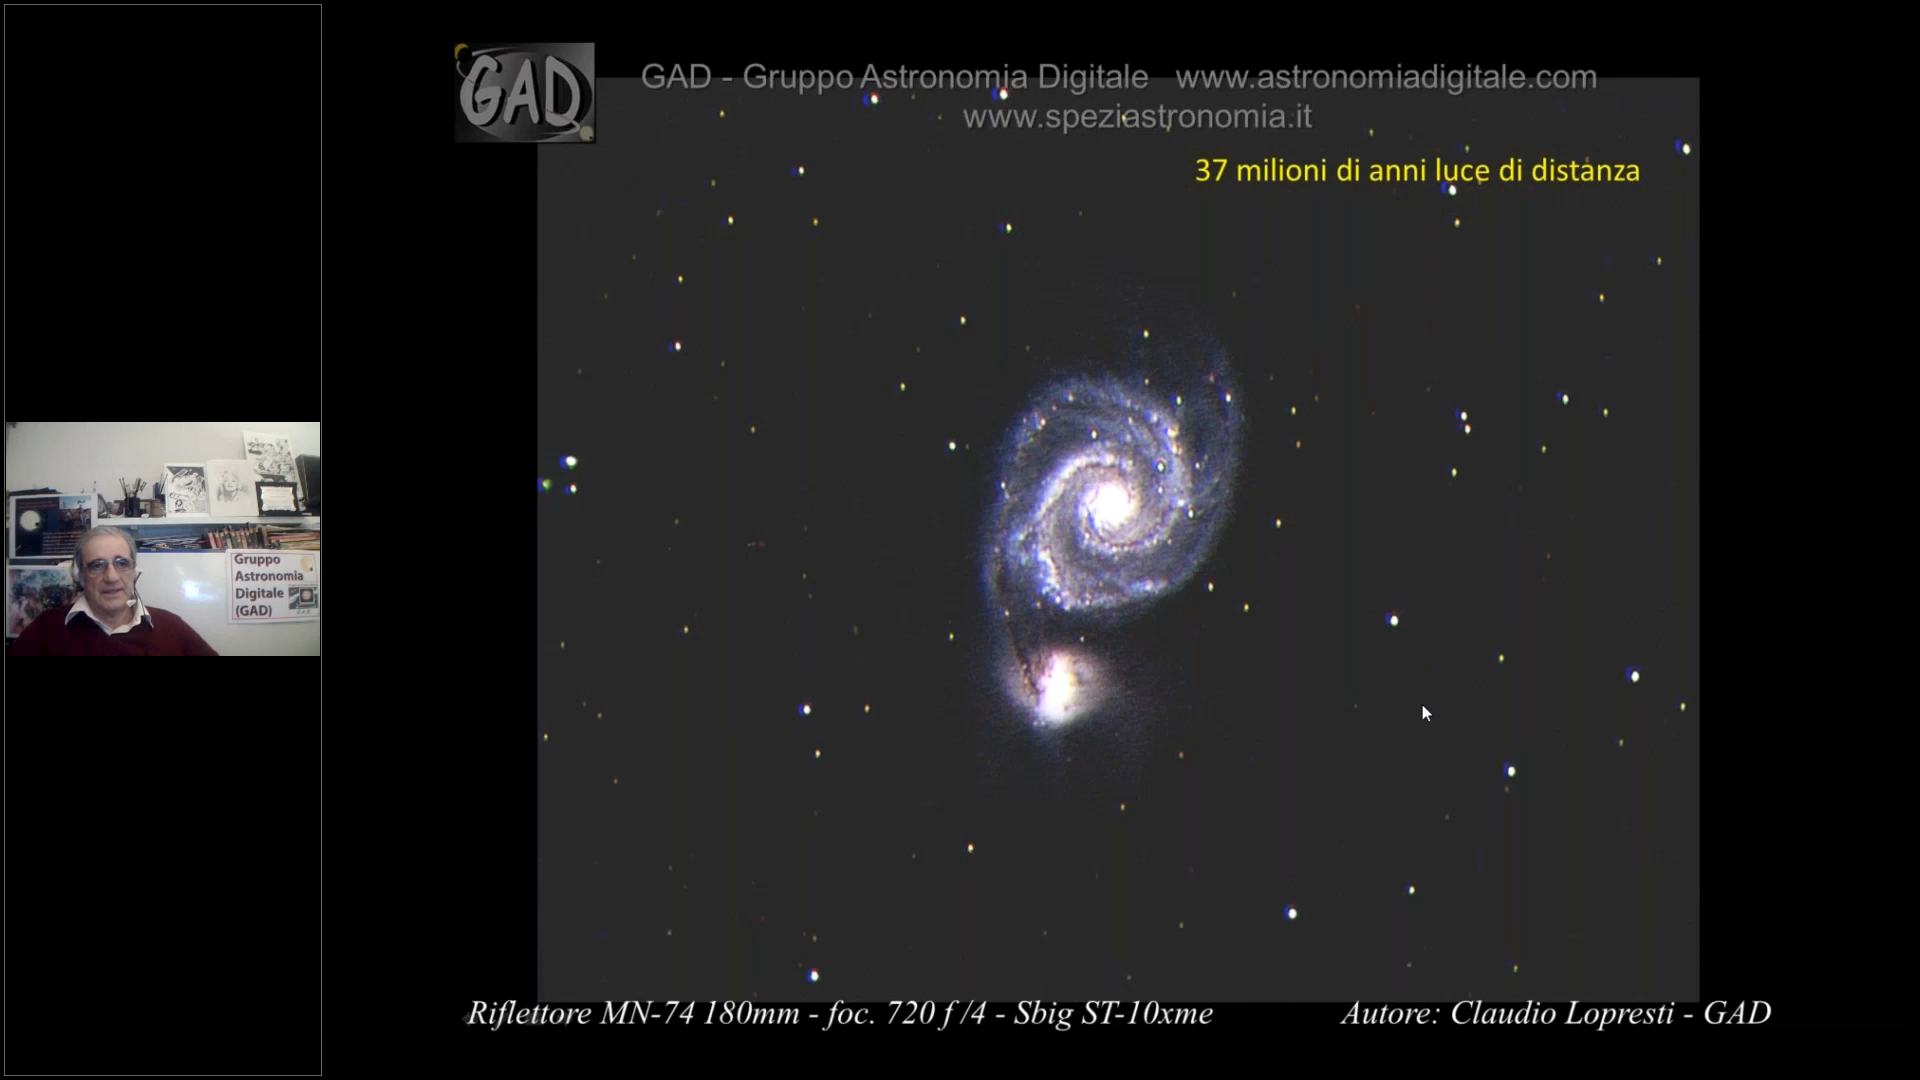 GAD
GAD - Gruppo Astronomia Digitale www.astronomiadigitale.com
www.speziastronomia.it
37 milioni di anni luce di distanza
Gruppo
Astronomia
Digitale
(GAD)
Riflettore MN-74 180mm - foc. 720 f /4 - Sbig ST-10xme
Autore: Claudio Lopresti - GAD